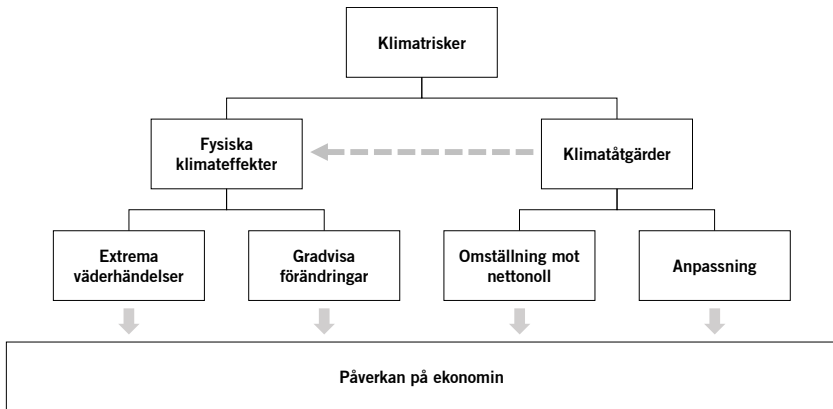 Klimatrisker
Fysiska
klimateffekter
Klimatåtgärder
Extrema
väderhändelser
Gradvisa
förändringar
Omställning mot
nettonoll
Anpassning
Påverkan på ekonomin